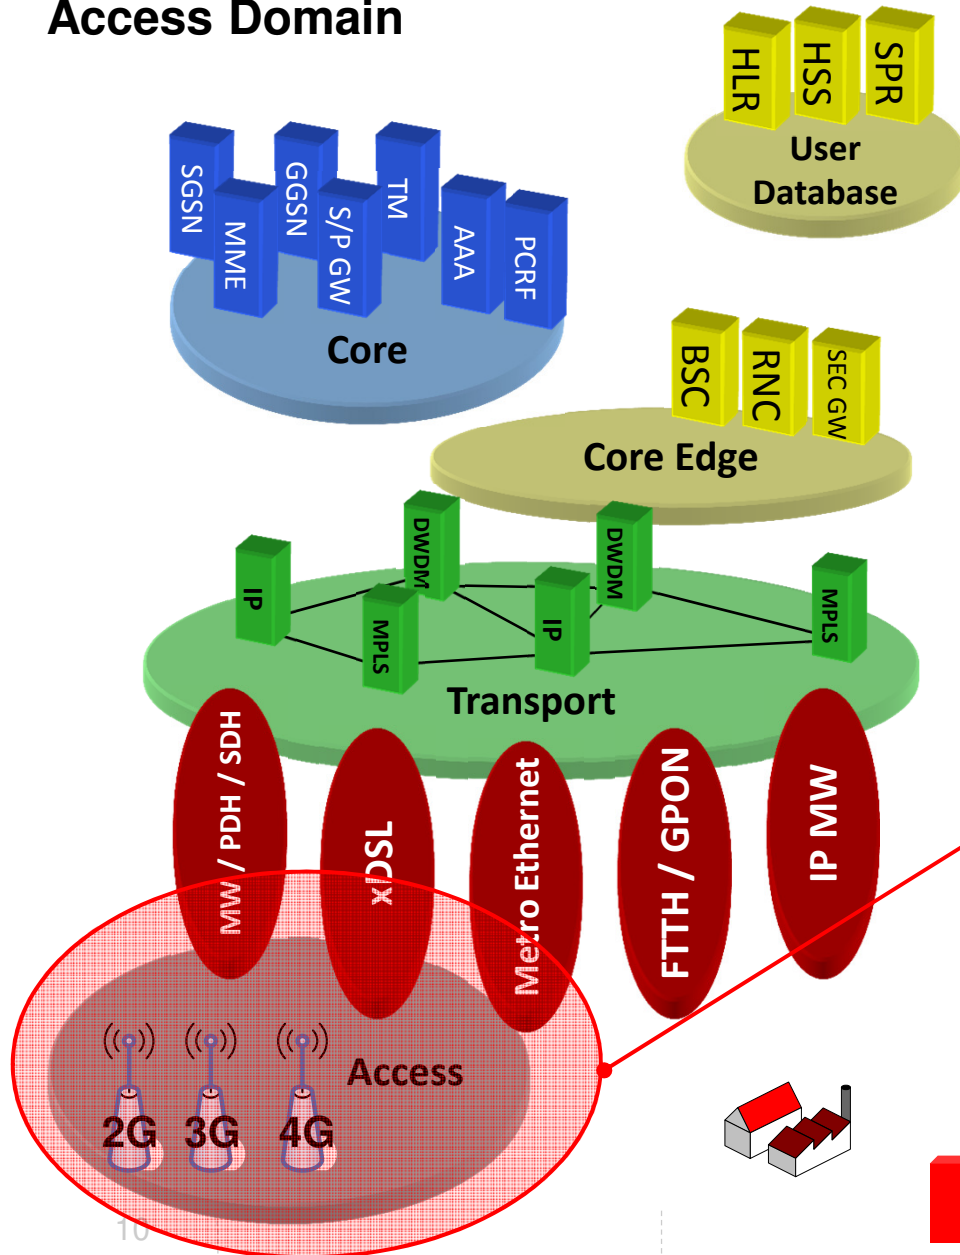 Access Domain
HLR
HSS
SPR
User
Database
SGSN
MME
GGSN
S/P GW
TM
AAA
PCRF
Core
BSC
RNC
SEC GW
Core Edge
IP
DWDM
MPLS
IP
DWDM
MPLS
Transport
MW / PDH / SDH
xDSL
Metro Ethernet
FTTH / GPON
IP MW
Access
2G
3G
4G
10